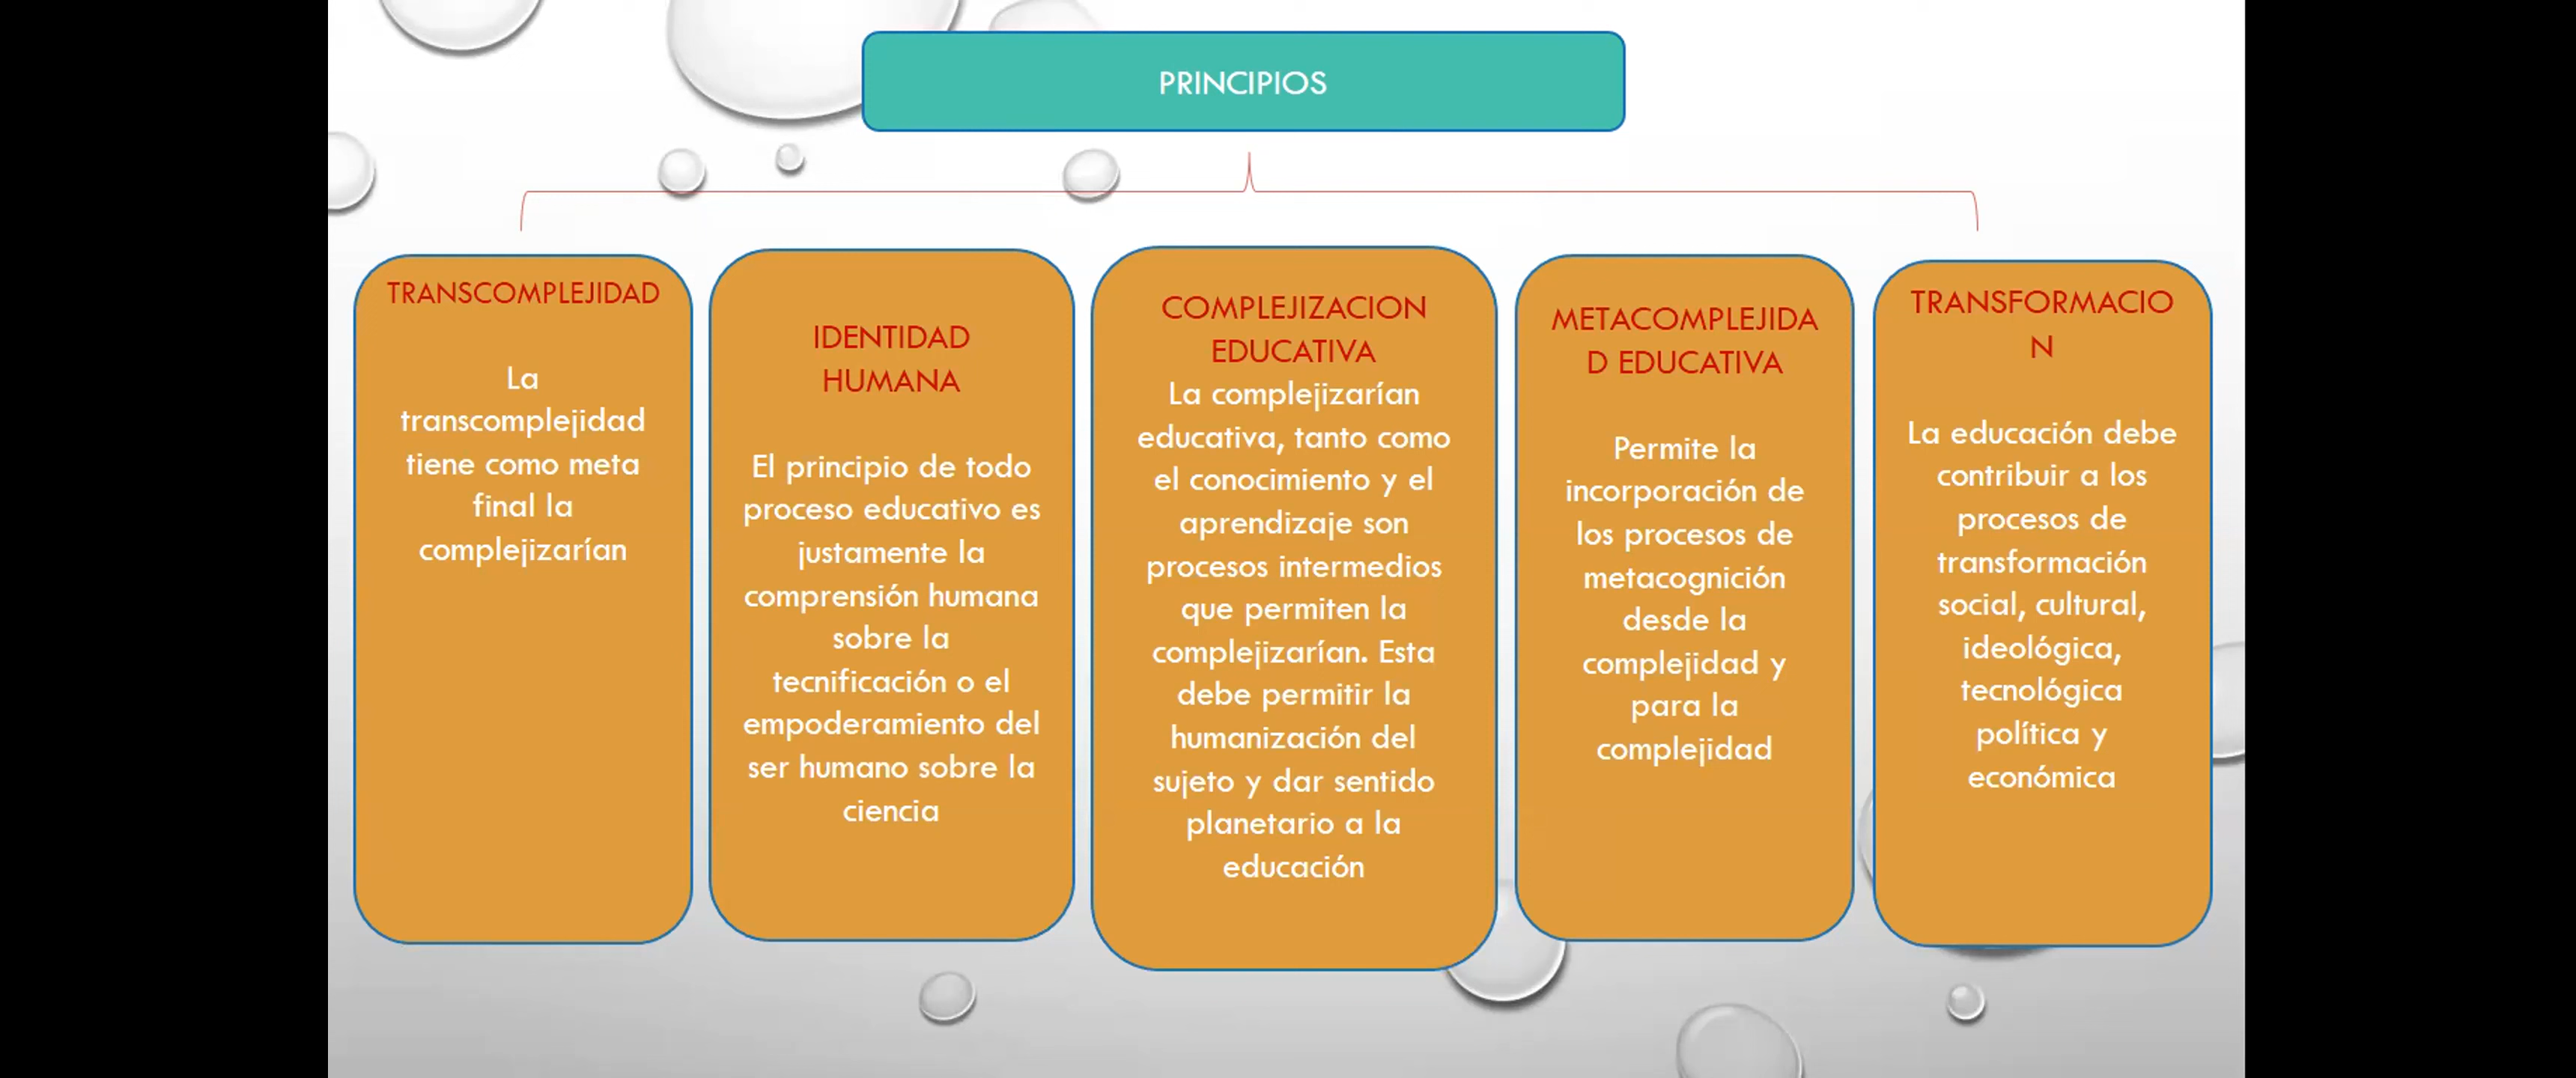 PRINCIPIOS
TRANSCOMPLEJIDAD
La
transcomplejidad
tiene como meta
final la
complejizarían
IDENTIDAD
HUMANA
El principio de todo
proceso educativo es
justamente la
comprensión humana
sobre la
tecnificación o el
empoderamiento del
ser humano sobre la
ciencia
COMPLEJIZACION
EDUCATIVA
La complejizarían
educativa, tanto como
el conocimiento y el
aprendizaje son
procesos intermedios
que permiten la
complejizarían. Esta
debe permitir la
humanización del
sujeto y dar sentido
planetario a la
educación
METACOMPLEJIDA
D EDUCATIVA
Permite la
incorporación de
los procesos de
metacognición
desde la
complejidad y
para la
complejidad
TRANSFORMACIO
N
La educación debe
contribuir a los
procesos de
transformación
social, cultural,
ideológica,
tecnológica
política y
económica